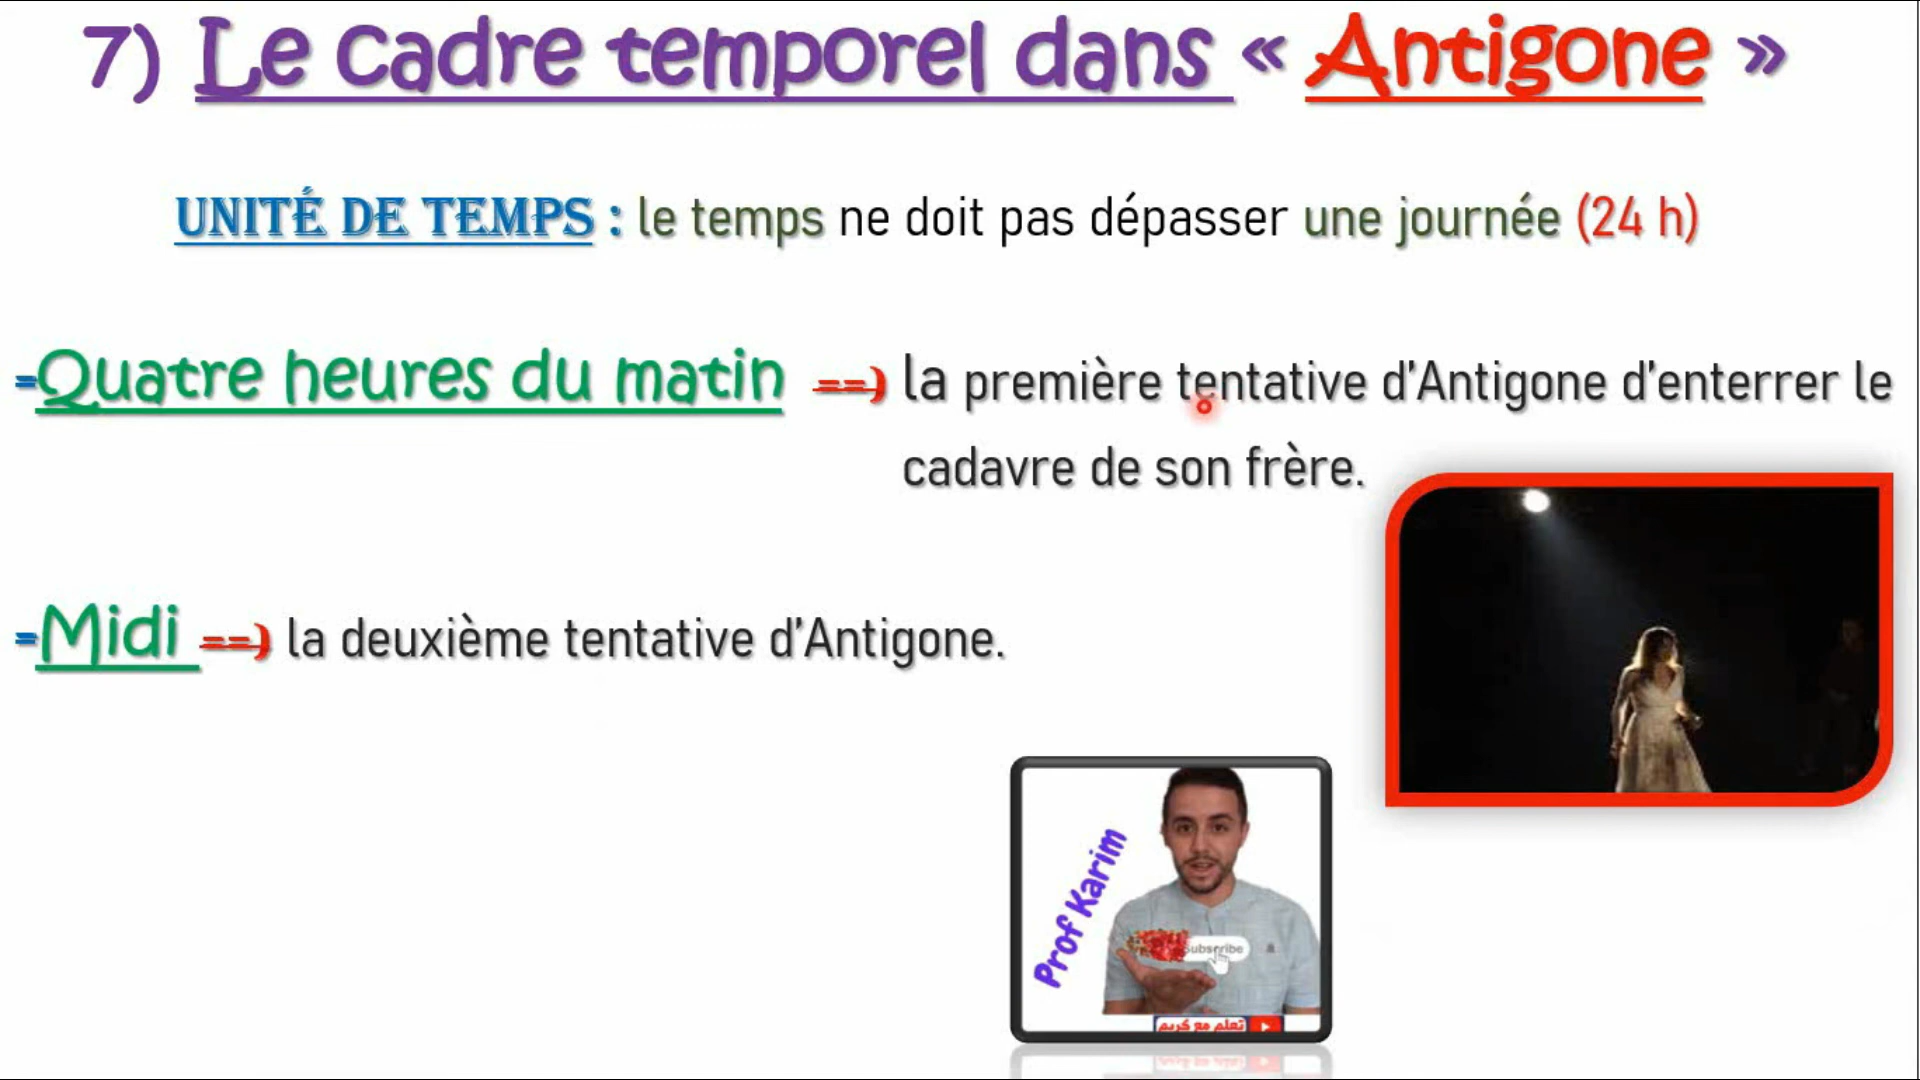 7) Le cadre temporel dans « Antigone »
UNITÉ DE TEMPS : le temps ne doit pas dépasser une journée (24 h)
=Quatre heures du matin ==) la première tentative d’Antigone d’enterrer le
cadavre de son frère.
=Midi ==) la deuxième tentative d’Antigone.
Prof Karim
Subscribe
تعلم مع كريم